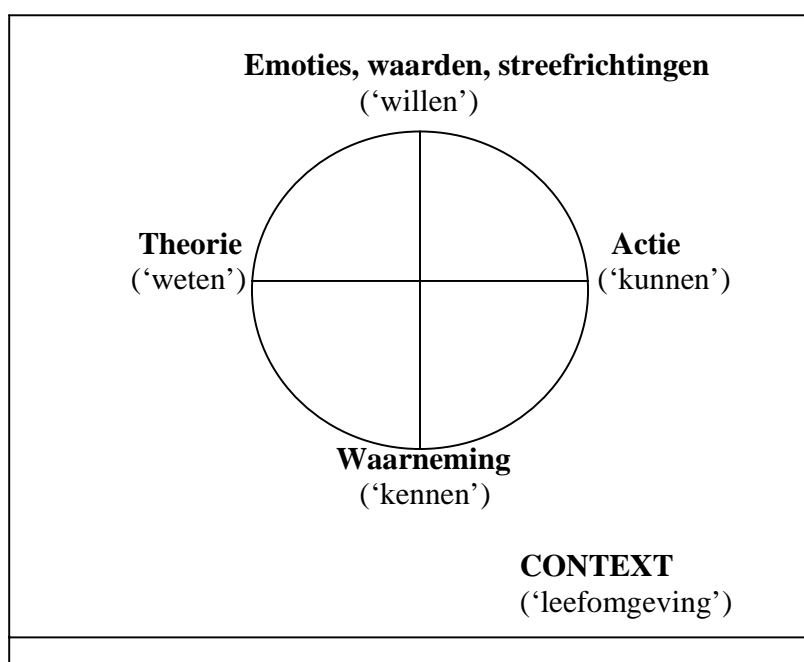 Emoties, waarden, streefrichtingen
(‘willen’)
Theorie
(‘weten’)
Actie
(‘kunnen’)
Waarneming
(‘kennen’)
CONTEXT
(‘leefomgeving’)